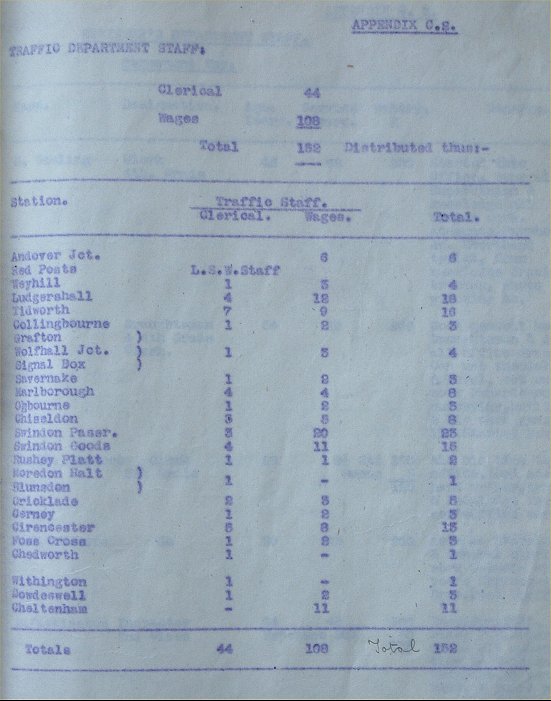 APPENDIX C.2.
TRAFFIC DEPARTMENT STAFF:
Clerical 44
Wages 108
Total 152 Distributed thus:-
Station. Traffic Staff.
Clerical. Wages. Total.
Andover Jct. 6 6
Red Posts L.S.W.Staff
Weyhill 1 3 4
Ludgershall 4 12 16
Tidworth 7 9 16
Collingbourne 1 2 3
Grafton )
Wolfhall Jct. ) 1 3 4
Signal Box )
Savernake 1 2 3
Marlborough 4 4 8
Ogbourne 1 2 3
Chiseldon 3 5 8
Swindon Passr. 3 20 23
Swindon Goods 4 11 15
Rushey Platt 1 1 2
Moredon Halt )
Blunsdon ) 1 - 1
Cricklade 2 3 5
Cerney 1 2 3
Cirencester 5 8 13
Foss Cross 1 2 3
Chedworth 1 - 1
Withington 1 - 1
Dowdeswell 1 2 3
Cheltenham - 11 11
Totals 44 108 Total 152